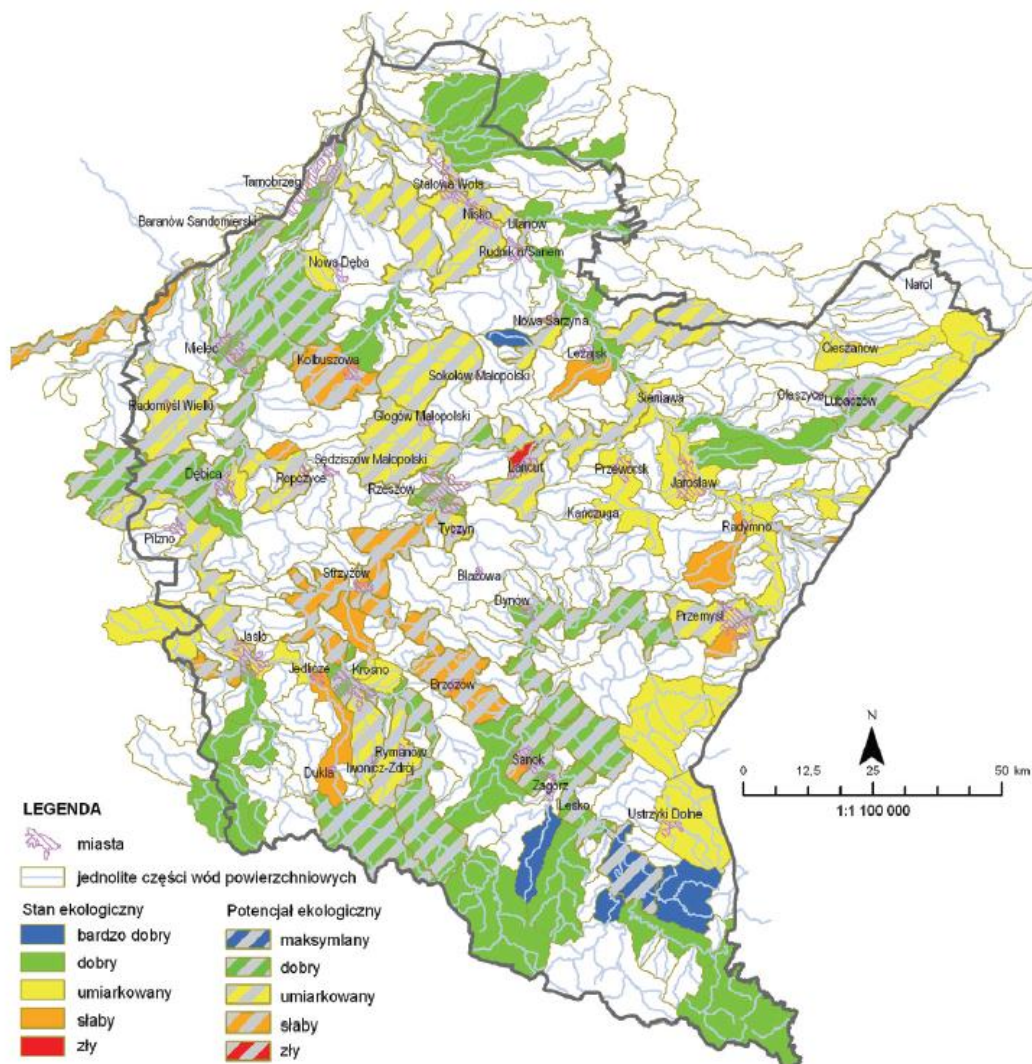 Tarnobrzeg
Stalowa Wola
Baranów Sandomierski
Nisko
Ulanów
Rudnik n/Sanem
Nowa Dęba
Narol
Nowa Sarzyna
Mielec
Cieszanów
Kolbuszowa
Leżajsk
Sokołów Małopolski
Oleszyce
Lubaczów
Radomyśl Wielki
Sieniawa
Głogów Małopolski
Sędziszów Małopolski
Łańcut
Przeworsk
Dębica
Ropczyce
Rzeszów
Jarosław
Kańczuga
Radymno
Tyczyn
Pilzno
Strzyżów
Błażowa
Dynów
Przemyśl
Jasło
Jedlicze
Krosno
Brzozów
Rymanów
Iwonicz-Zdrój
Dukla
Sanok
Zagórz
Lesko
Ustrzyki Dolne
N
0 12,5 25 50 km
1:1 100 000
LEGENDA
miasta
jednolite części wód powierzchniowych
Stan ekologiczny
bardzo dobry
dobry
umiarkowany
słaby
zły
Potencjał ekologiczny
maksymlany
dobry
umiarkowany
słaby
zły